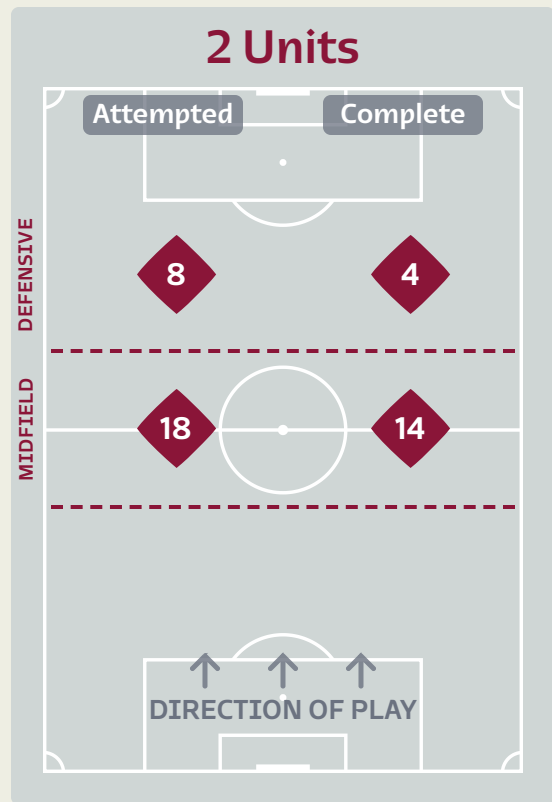 2 Units
Attempted
Complete
DEFENSIVE
8
4
MIDFIELD
18
14
DIRECTION OF PLAY